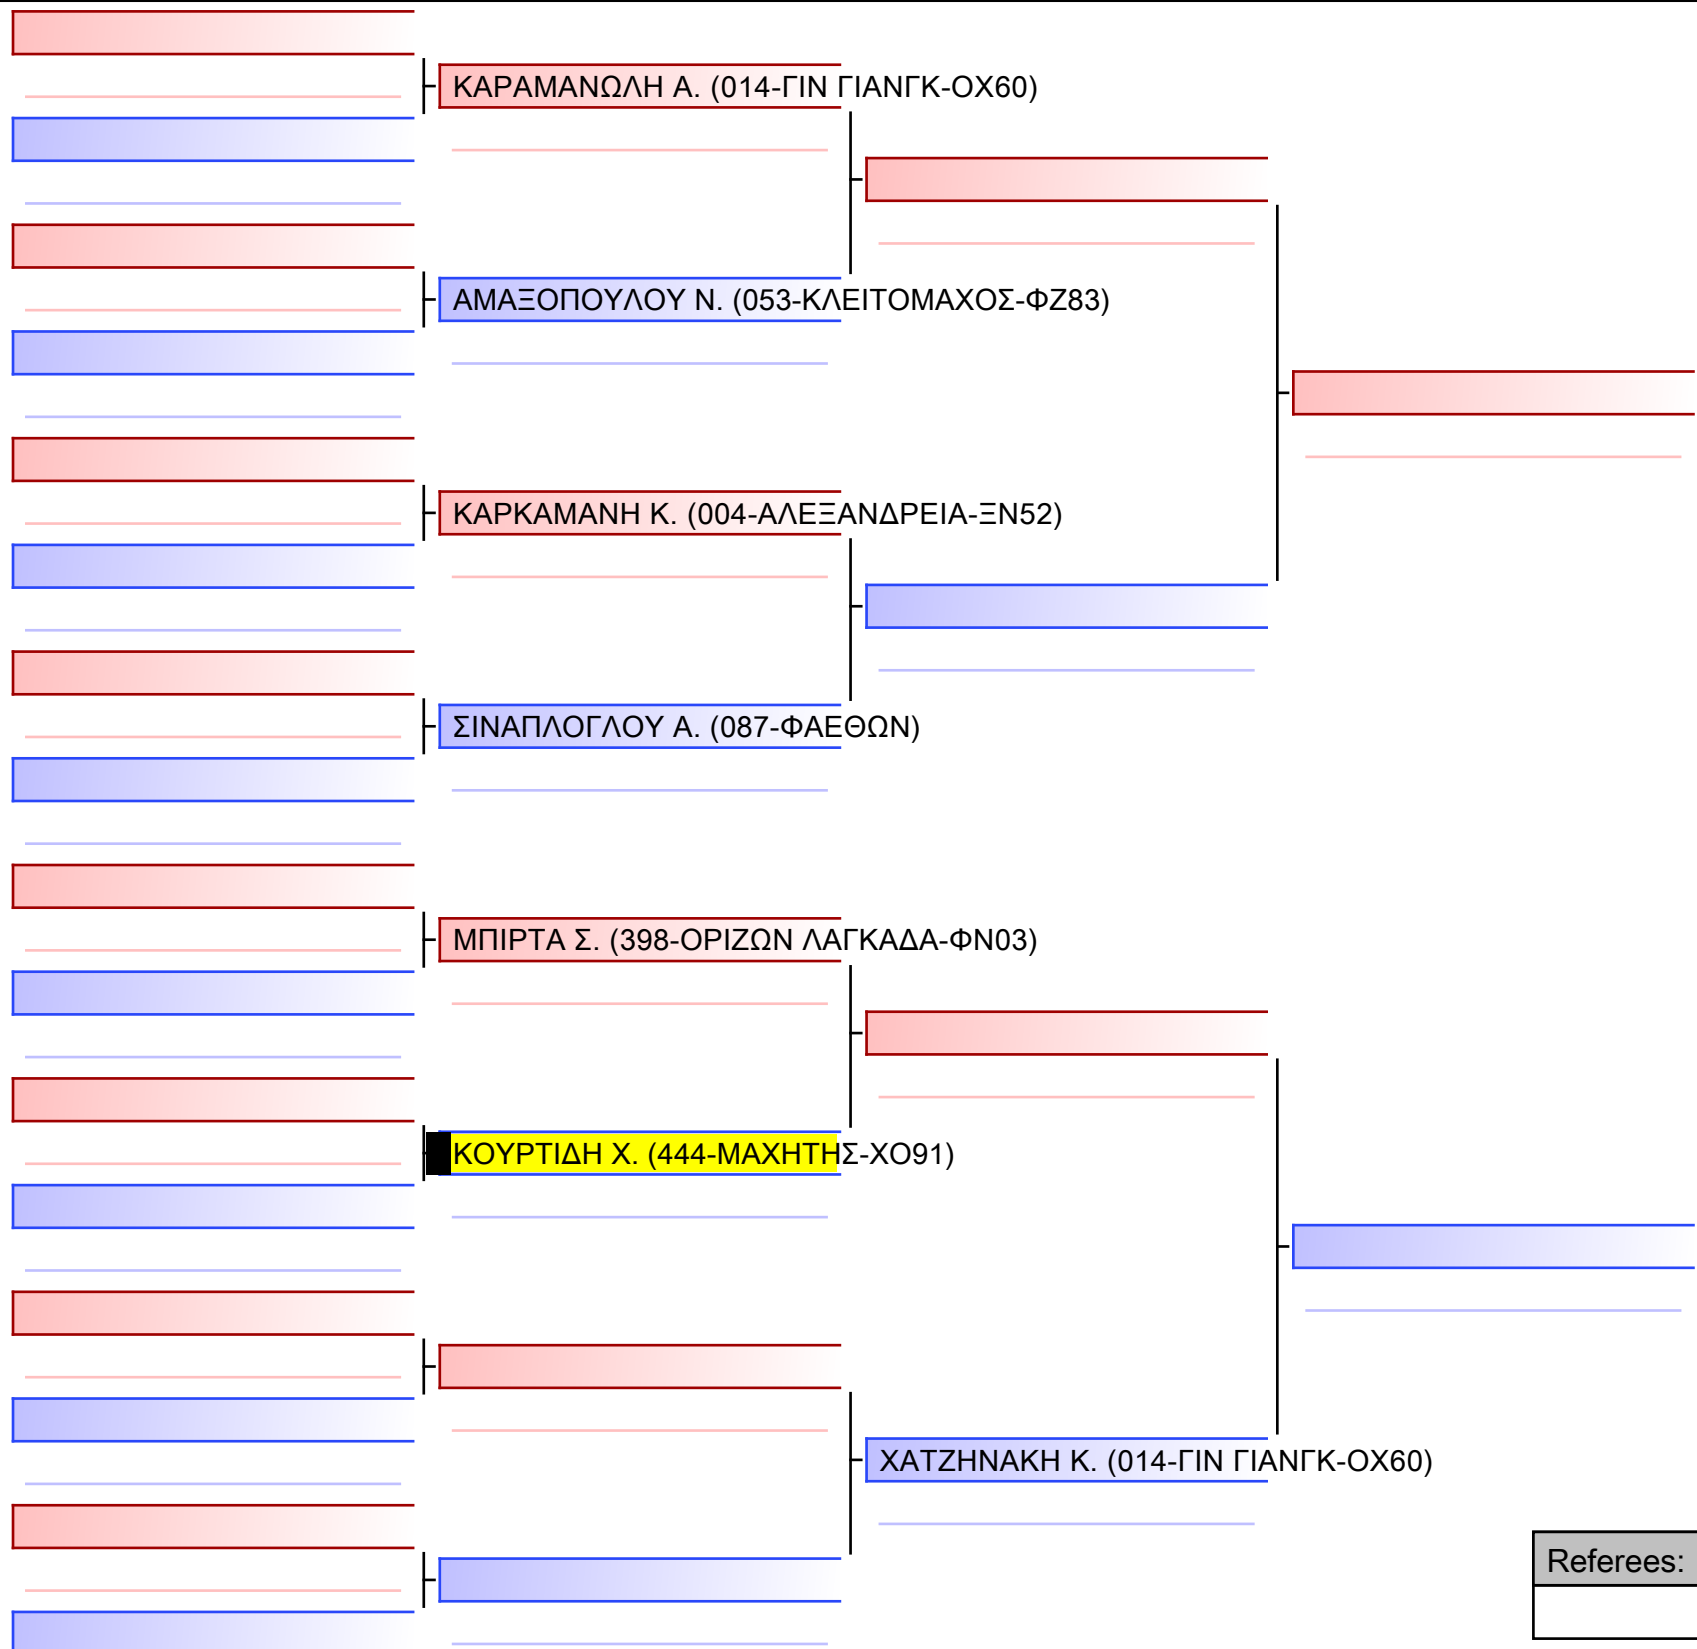 ΚΑΡΑΜΑΝΩΛΗ Α. (014-ΓΙΝ ΓΙΑΝΓΚ-ΟΧ60)
ΑΜΑΞΟΠΟΥΛΟΥ Ν. (053-ΚΛΕΙΤΟΜΑΧΟΣ-ΦΖ83)
ΚΑΡΚΑΜΑΝΗ Κ. (004-ΑΛΕΞΑΝΔΡΕΙΑ-ΞΝ52)
ΣΙΝΑΠΛΟΓΛΟΥ Α. (087-ΦΑΕΘΩΝ)
ΜΠΙΡΤΑ Σ. (398-ΟΡΙΖΩΝ ΛΑΓΚΑΔΑ-ΦΝ03)
ΚΟΥΡΤΙΔΗ Χ. (444-ΜΑΧΗΤΗΣ-ΧΟ91)
ΧΑΤΖΗΝΑΚΗ Κ. (014-ΓΙΝ ΓΙΑΝΓΚ-ΟΧ60)
Referees: